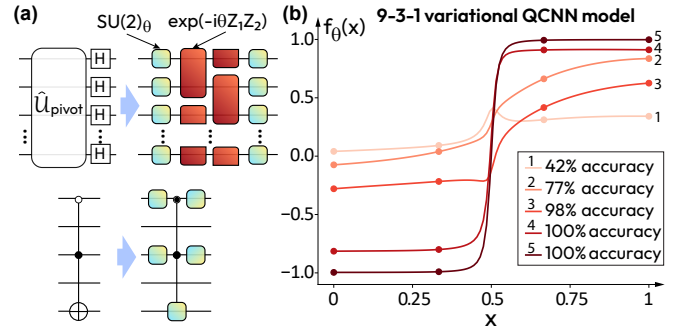 (a)
SU(2)θ
exp(-iθZ₁Z₂)
Ûpivot
H
H
H
H
(b)
9-3-1 variational QCNN model
fθ(x)
1.0
0.5
0.0
−0.5
−1.0
0
0.25
0.5
0.75
1
x
5
4
2
3
1
1 42% accuracy
2 77% accuracy
3 98% accuracy
4 100% accuracy
5 100% accuracy